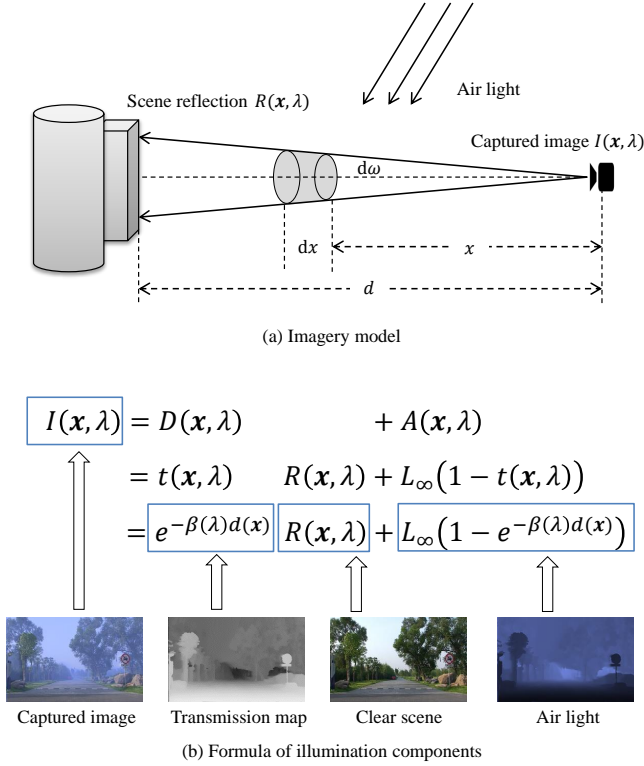 Air light
Scene reflection R(𝒙, λ)
Captured image I(𝒙, λ)
dω
dx
x
d
(a) Imagery model
I(𝒙, λ) = D(𝒙, λ) + A(𝒙, λ)
= t(𝒙, λ) R(𝒙, λ) + L∞(1 − t(𝒙, λ))
= e^{−β(λ)d(𝒙)} R(𝒙, λ) + L∞(1 − e^{−β(λ)d(𝒙)})
Captured image Transmission map Clear scene Air light
(b) Formula of illumination components